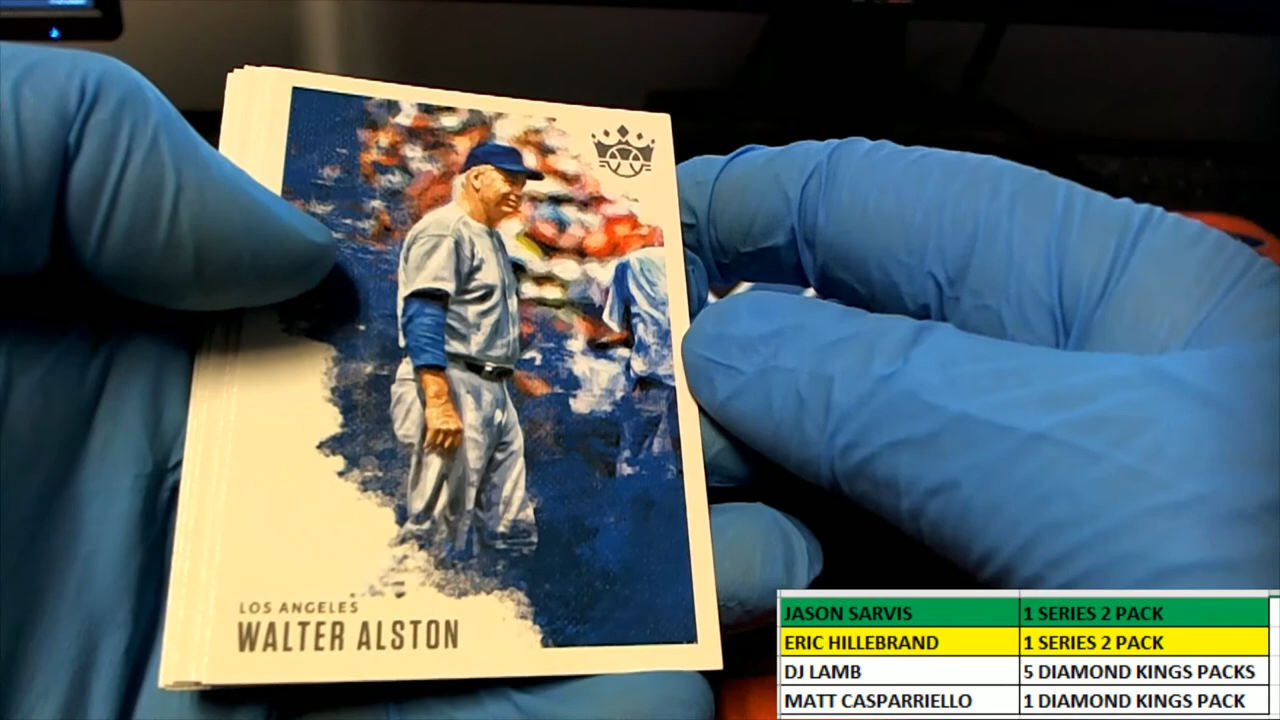 LOS ANGELES
WALTER ALSTON
JASON SARVIS 1 SERIES 2 PACK
ERIC HILLEBRAND 1 SERIES 2 PACK
DJ LAMB 5 DIAMOND KINGS PACKS
MATT CASPARRIELLO 1 DIAMOND KINGS PACK